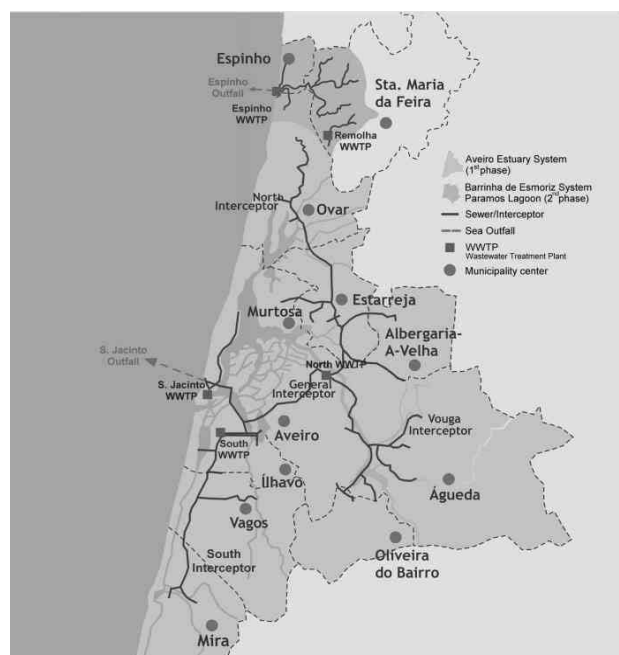 Espinho
Espinho
Outfall
Espinho
WWTP
Sta. Maria
da Feira
Remolha
WWTP
North
Interceptor
Ovar
Aveiro Estuary System
(1st phase)
Barrinha de Esmoriz System
Paramos Lagoon (2nd phase)
Sewer/Interceptor
Sea Outfall
WWTP
Wastewater Treatment Plant
Municipality center
Estarreja
Murtosa
Albergaria-
A-Velha
S. Jacinto
Outfall
North WWTP
General
Interceptor
S. Jacinto
WWTP
Vouga
Interceptor
Aveiro
South
WWTP
Ílhavo
Águeda
Vagos
South
Interceptor
Oliveira
do Bairro
Mira